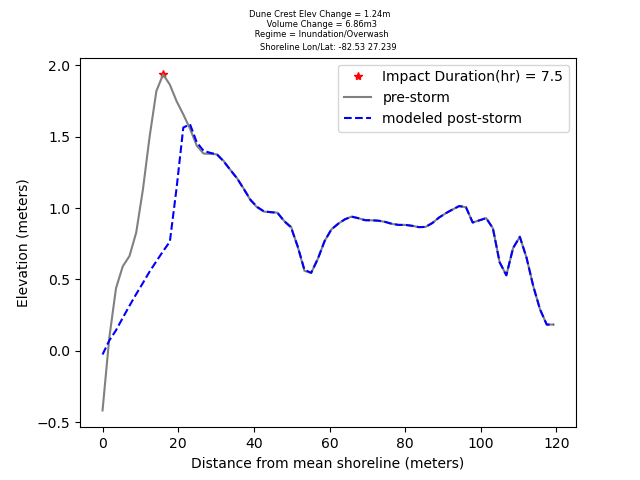 Dune Crest Elev Change = 1.24m
Volume Change = 6.86m3
Regime = Inundation/Overwash
Shoreline Lon/Lat: -82.53 27.239
Impact Duration(hr) = 7.5
pre-storm
modeled post-storm
Elevation (meters)
2.0
1.5
1.0
0.5
0.0
−0.5
0 20 40 60 80 100 120
Distance from mean shoreline (meters)